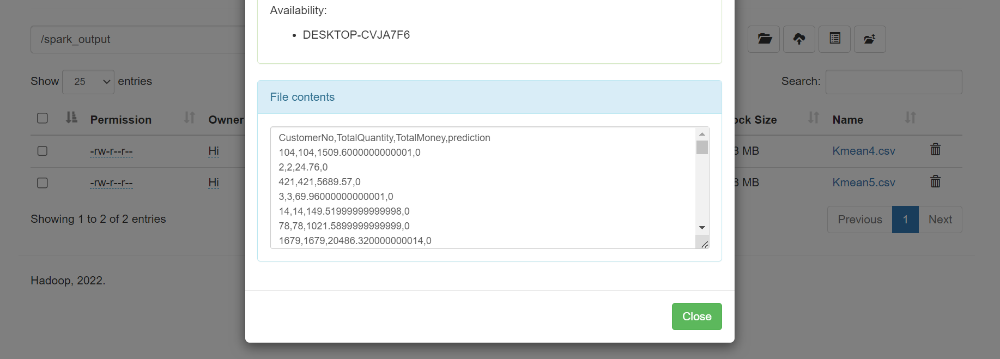 Availability:
DESKTOP-CVJA7F6
/spark_output
Show 25 entries
Search:
Permission Owner ock Size Name
-rw-r--r-- Hi 8 MB Kmean4.csv
-rw-r--r-- Hi 8 MB Kmean5.csv
Showing 1 to 2 of 2 entries
Previous 1 Next
Hadoop, 2022.
File contents
CustomerNo,TotalQuantity,TotalMoney,prediction
104,104,1509.6000000000001,0
2,2,24.76,0
421,421,5689.57,0
3,3,69.96000000000001,0
14,14,149.51999999999998,0
78,78,1021.5899999999999,0
1679,1679,20486.320000000014,0
Close